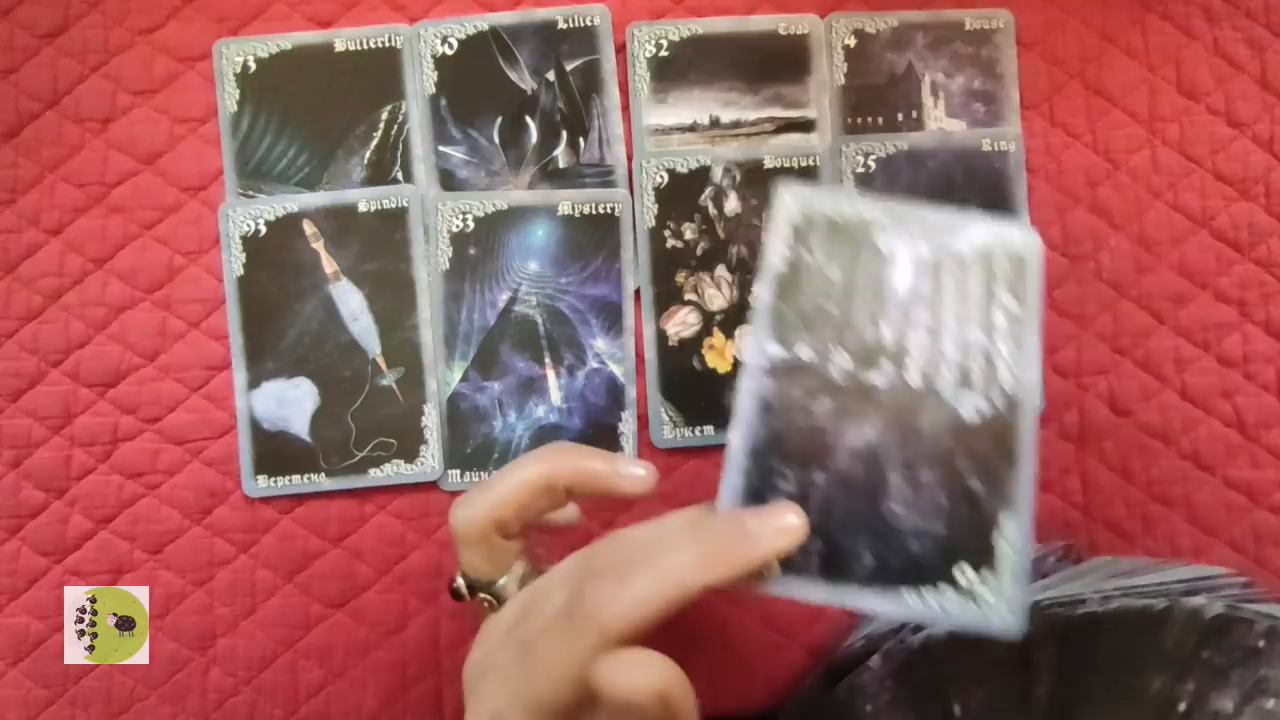 73 Butterfly
30 Lilies
82 Toad
4 House
93 Spindle
Веретено
83 Mystery
9 Bouquet
Букет
25 Ring